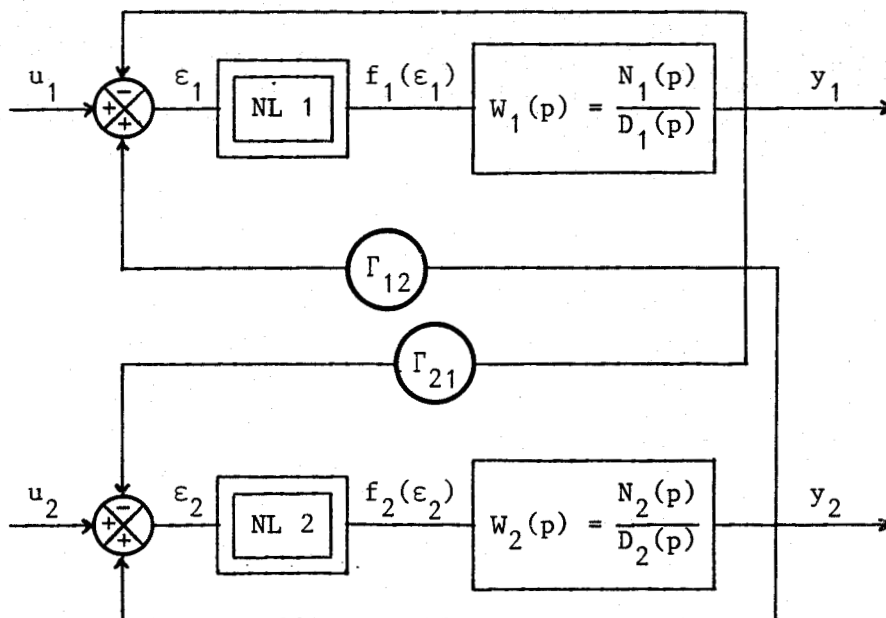 u₁ + − + ε₁ NL 1 f₁(ε₁) W₁(p) = N₁(p) / D₁(p) y₁
Γ₁₂
Γ₂₁
u₂ + − + ε₂ NL 2 f₂(ε₂) W₂(p) = N₂(p) / D₂(p) y₂